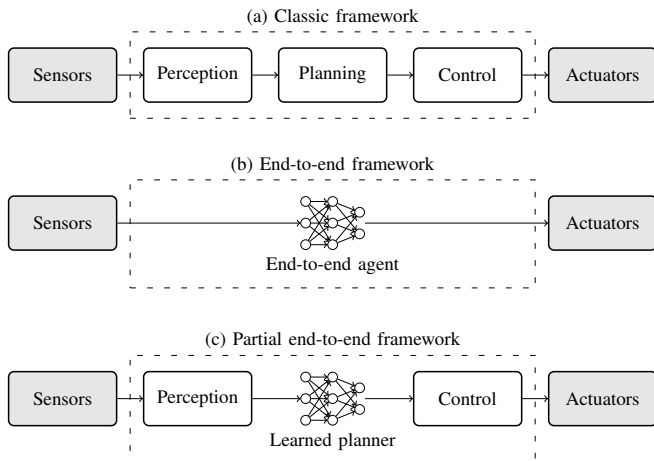 (a) Classic framework
Sensors
Perception
Planning
Control
Actuators
(b) End-to-end framework
Sensors
Actuators
End-to-end agent
(c) Partial end-to-end framework
Sensors
Perception
Control
Actuators
Learned planner